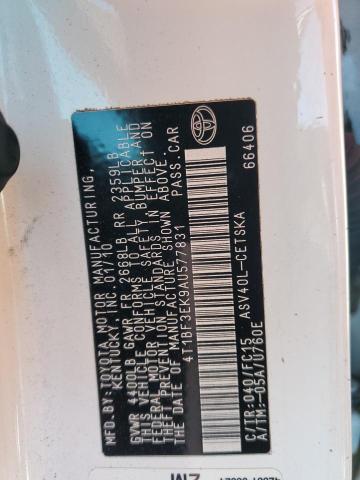 MFD.BY:TOYOTA MOTOR MANUFACTURING,
KENTUCKY, INC. 01/10
GVWR 4400LB GAWR FR 2668LB RR 2359LB
THIS VEHICLE CONFORMS TO ALL APPLICABLE
FEDERAL MOTOR VEHICLE SAFETY, BUMPER, AND
THEFT PREVENTION STANDARDS IN EFFECT ON
THE DATE OF MANUFACTURE SHOWN ABOVE.
4T1BF3EK9AU577831 PASS.CAR
C/TR:040/FC15 ASV40L-CETSKA
A/TM:-05A/U760E 66406